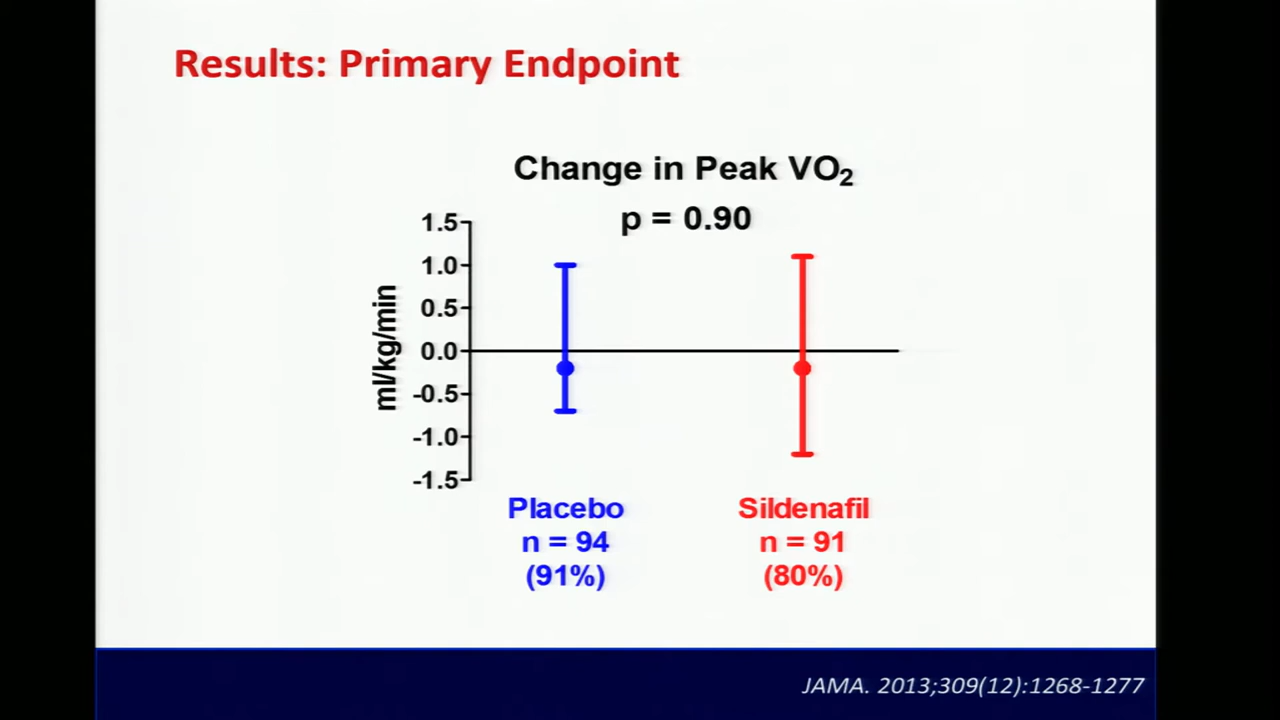 Results: Primary Endpoint
Change in Peak VO₂
p = 0.90
ml/kg/min
1.5
1.0
0.5
0.0
-0.5
-1.0
-1.5
Placebo
n = 94
(91%)
Sildenafil
n = 91
(80%)
JAMA. 2013;309(12):1268-1277